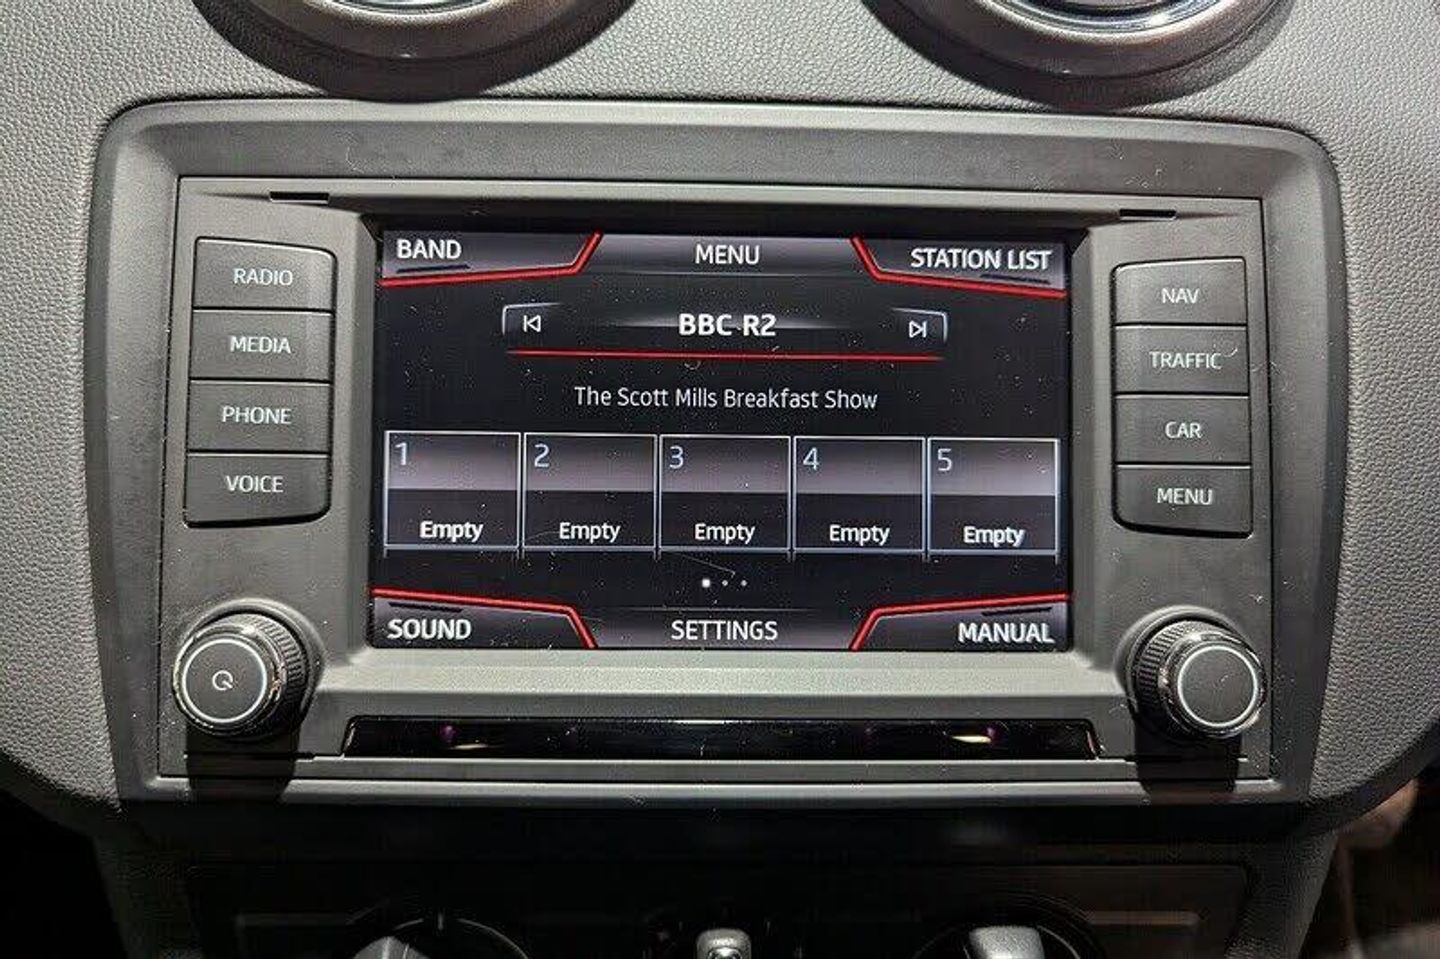 BAND
MENU
STATION LIST
RADIO
MEDIA
PHONE
VOICE
BBC R2
The Scott Mills Breakfast Show
1
2
3
4
5
Empty
Empty
Empty
Empty
Empty
SOUND
SETTINGS
MANUAL
NAV
TRAFFIC
CAR
MENU